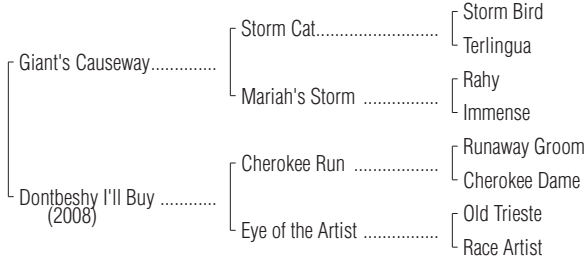 Storm Bird
Storm Cat..........................
Terlingua
Giant's Causeway..............
Rahy
Mariah's Storm ................
Immense
Runaway Groom
Cherokee Run ..................
Cherokee Dame
Dontbeshy I'll Buy ............
(2008)
Old Trieste
Eye of the Artist ................
Race Artist